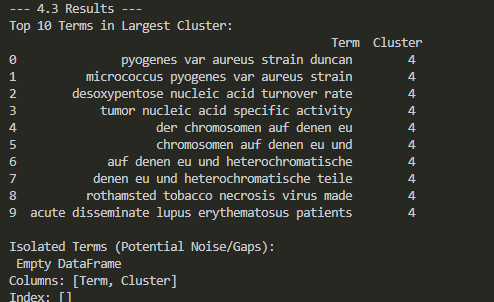 --- 4.3 Results ---
Top 10 Terms in Largest Cluster:
Term Cluster
0 pyogenes var aureus strain duncan 4
1 micrococcus pyogenes var aureus strain 4
2 desoxypentose nucleic acid turnover rate 4
3 tumor nucleic acid specific activity 4
4 der chromosomen auf denen eu 4
5 chromosomen auf denen eu und 4
6 auf denen eu und heterochromatische 4
7 denen eu und heterochromatische teile 4
8 rothamsted tobacco necrosis virus made 4
9 acute disseminate lupus erythematosus patients 4
Isolated Terms (Potential Noise/Gaps):
Empty DataFrame
Columns: [Term, Cluster]
Index: []